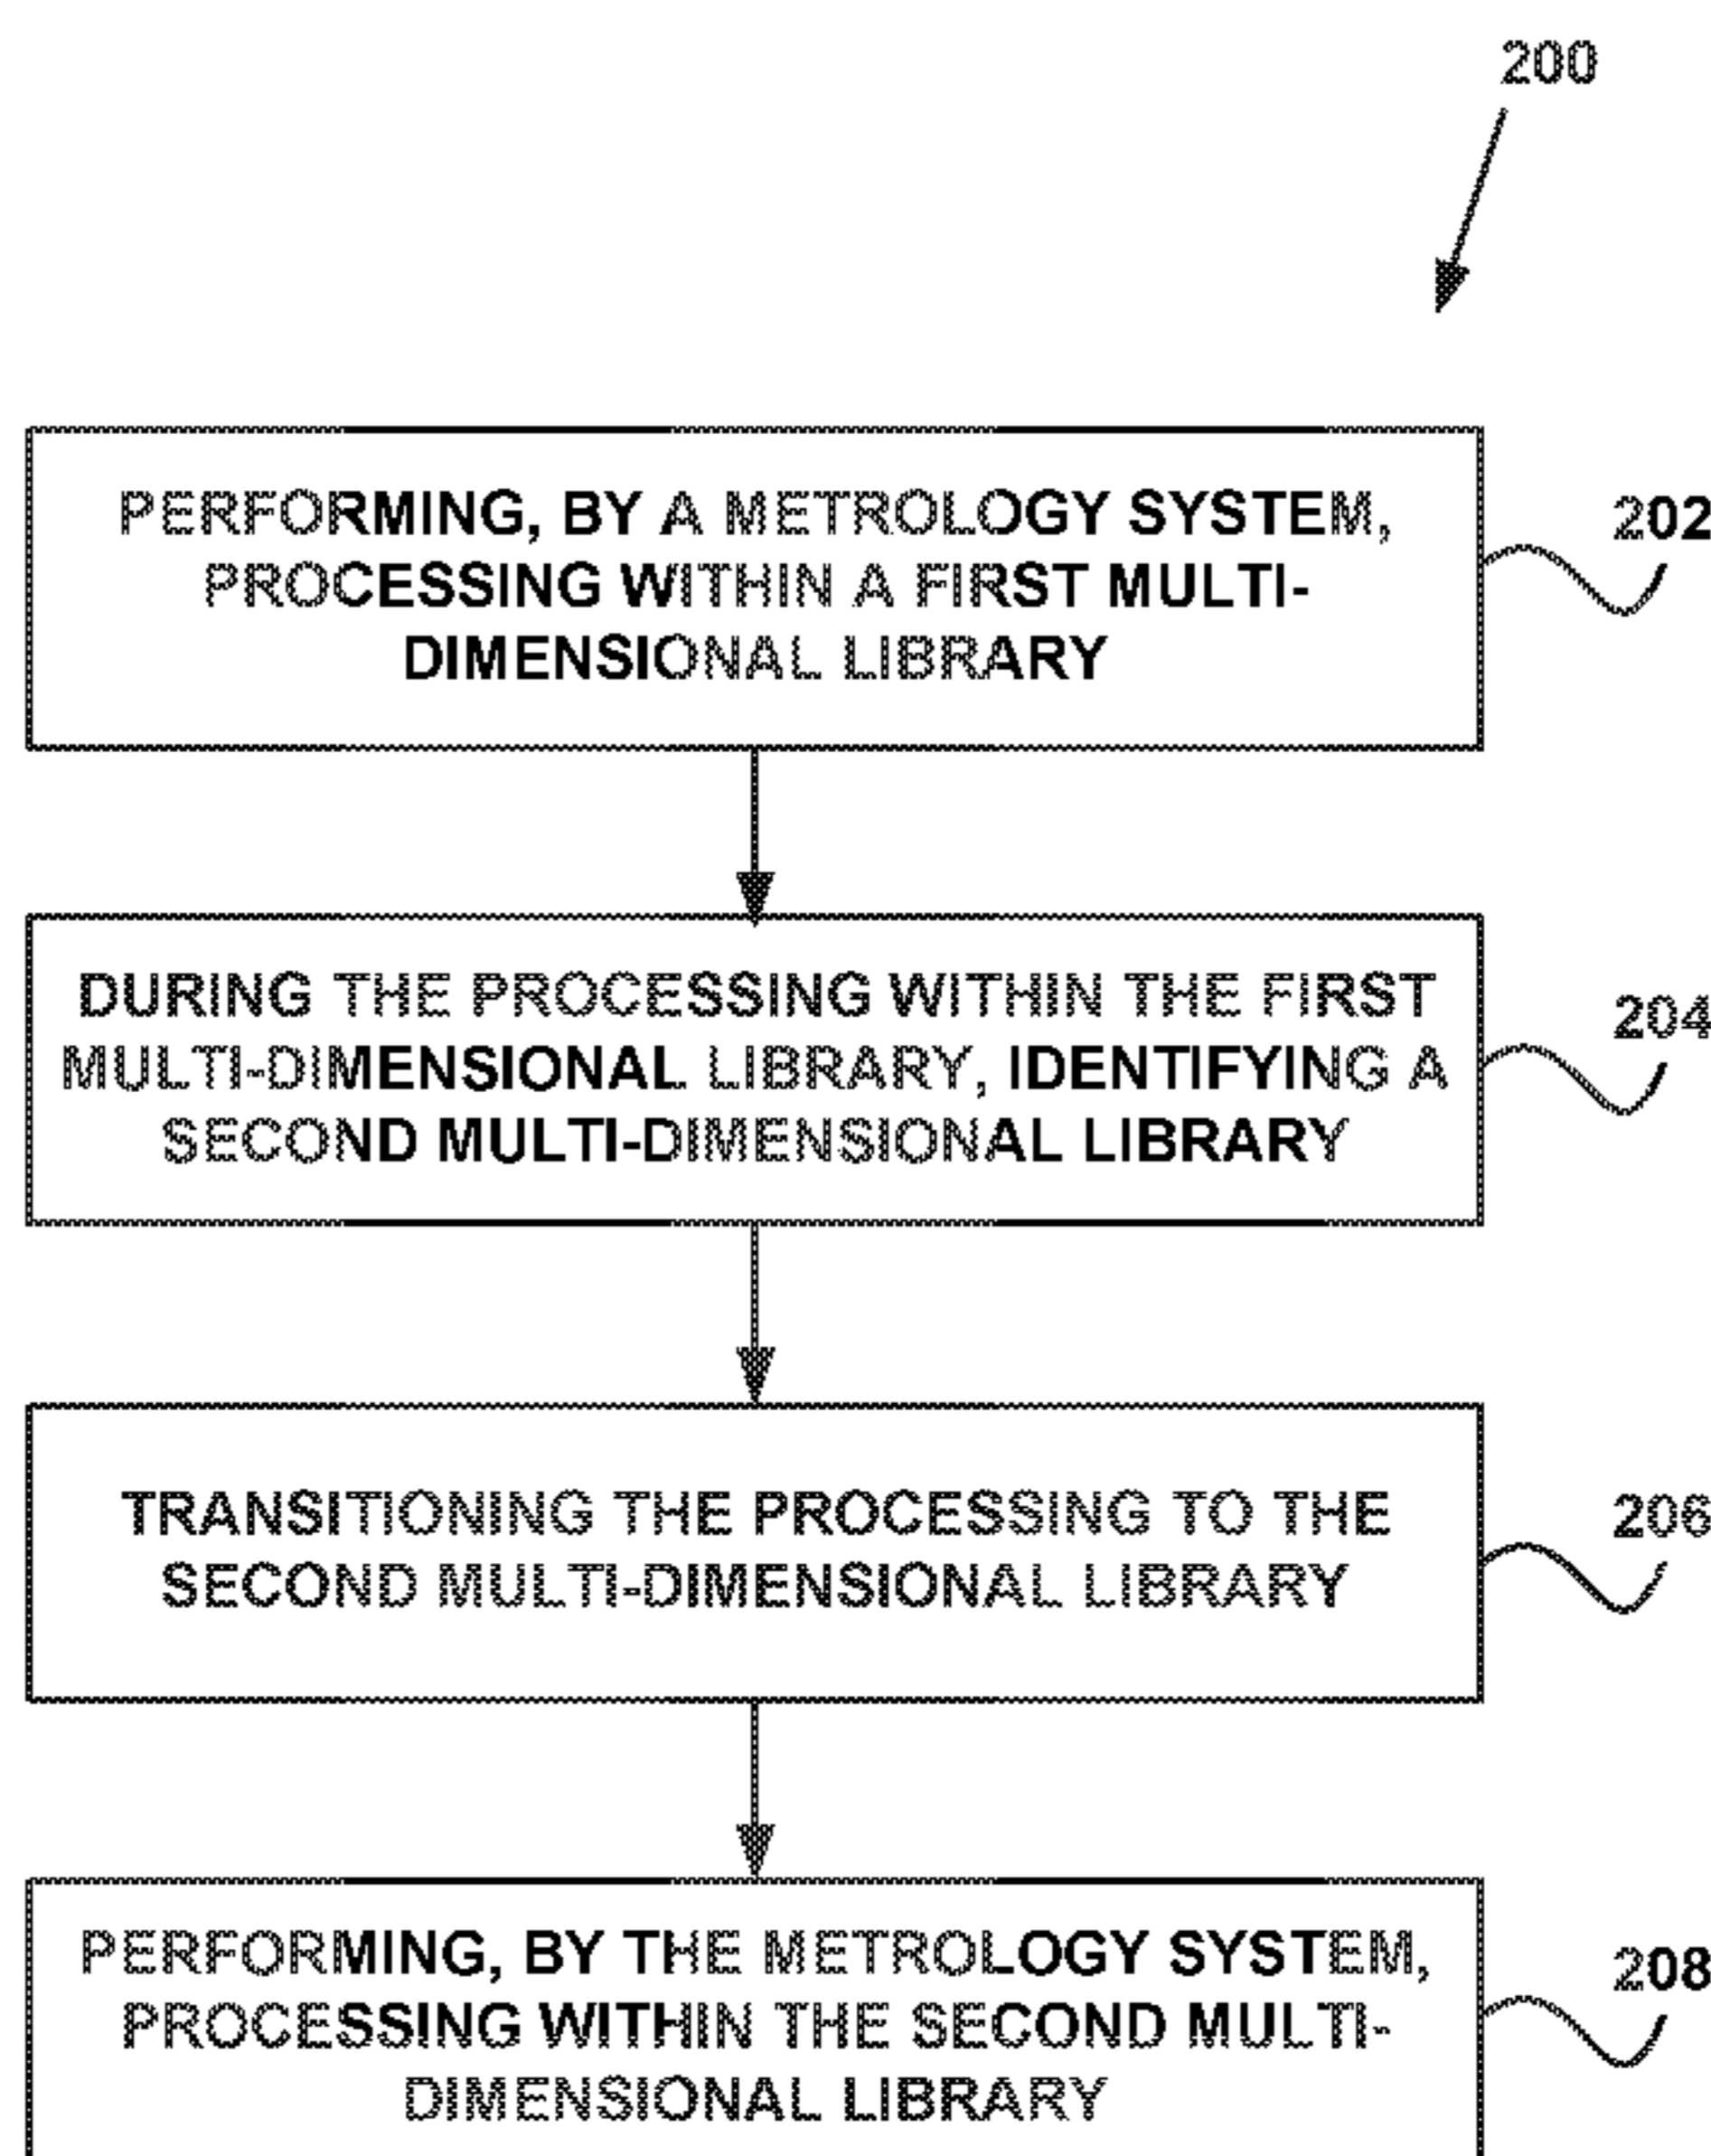 200
PERFORMING, BY A METROLOGY SYSTEM,
PROCESSING WITHIN A FIRST MULTI-
DIMENSIONAL LIBRARY
202
DURING THE PROCESSING WITHIN THE FIRST
MULTI-DIMENSIONAL LIBRARY, IDENTIFYING A
SECOND MULTI-DIMENSIONAL LIBRARY
204
TRANSITIONING THE PROCESSING TO THE
SECOND MULTI-DIMENSIONAL LIBRARY
206
PERFORMING, BY THE METROLOGY SYSTEM,
PROCESSING WITHIN THE SECOND MULTI-
DIMENSIONAL LIBRARY
208